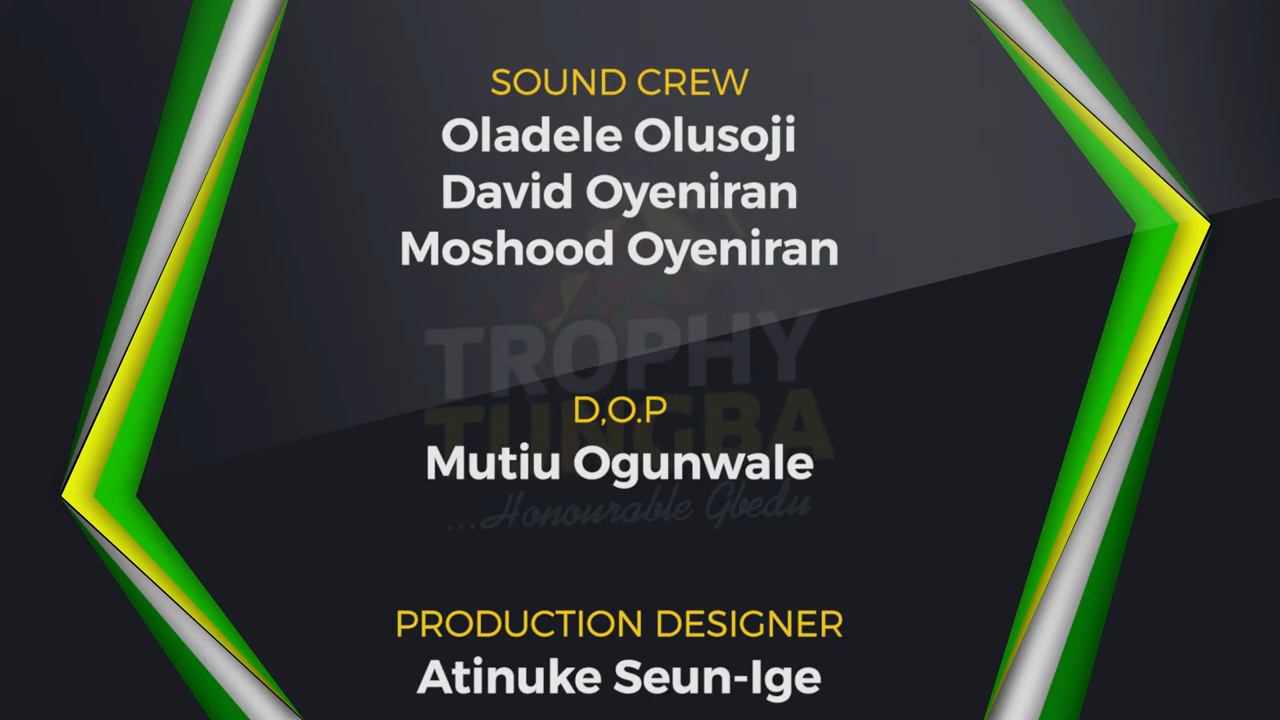 SOUND CREW
Oladele Olusoji
David Oyeniran
Moshood Oyeniran
TROPHY
D,O.P
TUNGBA
Mutiu Ogunwale
...Honourable Gbedu
PRODUCTION DESIGNER
Atinuke Seun-Ige